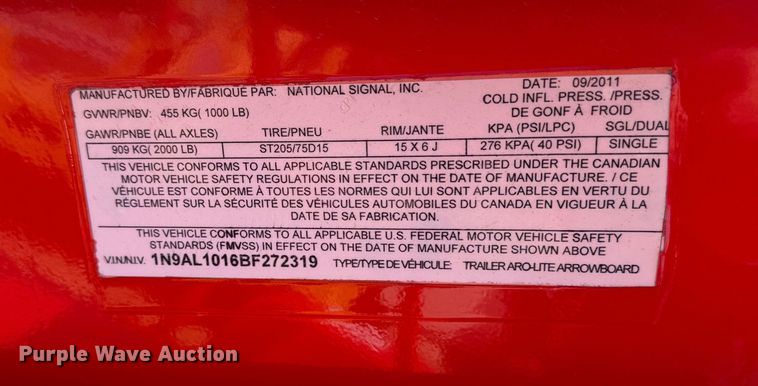 MANUFACTURED BY/FABRIQUÉ PAR: NATIONAL SIGNAL, INC. DATE: 09/2011
GVWR/PNBV: 455 KG( 1000 LB) COLD INFL. PRESS. /PRESS.
DE GONF À FROID
GAWR/PNBE (ALL AXLES) TIRE/PNEU RIM/JANTE KPA (PSI/LPC) SGL/DUAL
909 KG( 2000 LB) ST205/75D15 15 X 6 J 276 KPA( 40 PSI) SINGLE
THIS VEHICLE CONFORMS TO ALL APPLICABLE STANDARDS PRESCRIBED UNDER THE CANADIAN
MOTOR VEHICLE SAFETY REGULATIONS IN EFFECT ON THE DATE OF MANUFACTURE. / CE
VÉHICULE EST CONFORME À TOUTES LES NORMES QUI LUI SONT APPLICABLES EN VERTU DU
RÈGLEMENT SUR LA SÉCURITÉ DES VÉHICULES AUTOMOBILES DU CANADA EN VIGUEUR À LA
DATE DE SA FABRICATION.
THIS VEHICLE CONFORMS TO ALL APPLICABLE U.S. FEDERAL MOTOR VEHICLE SAFETY
STANDARDS (FMVSS) IN EFFECT ON THE DATE OF MANUFACTURE SHOWN ABOVE
V.I.N./N.I.V. 1N9AL1016BF272319 TYPE/TYPE DE VÉHICULE: TRAILER ARO-LITE ARROWBOARD
Purple Wave Auction